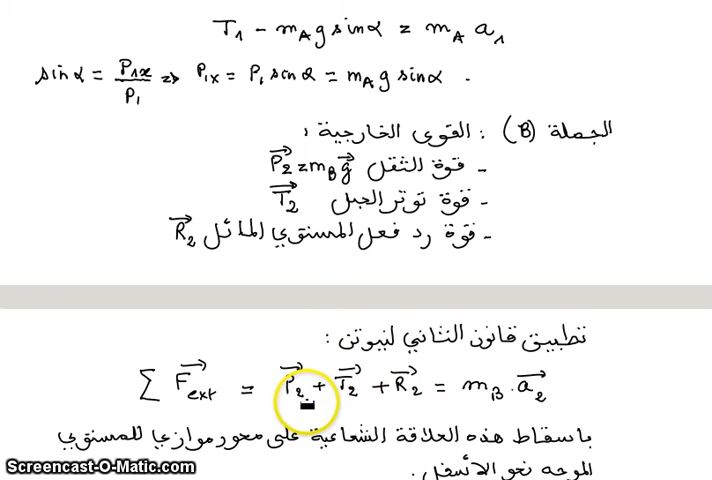 T₁ - m_A g sinα = m_A a₁
sinα = P₁ₓ/P₁ ⇒ P₁ₓ = P₁ sinα = m_A g sinα .
الجملة (B) : القوى الخارجية :
- قوة الثقل P₂⃗ = m_B g⃗
- قوة توتر الحبل T₂⃗
- قوة رد فعل المستوي المائل R₂⃗
تطبيق قانون الثاني لنيوتن :
∑ F⃗ext = P₂⃗ + T₂⃗ + R₂⃗ = m_B . a₂⃗
باسقاط هذه العلاقة الشعاعية على محور موازي للمستوي
الموجه نحو الأسفل .
Screencast-O-Matic.com